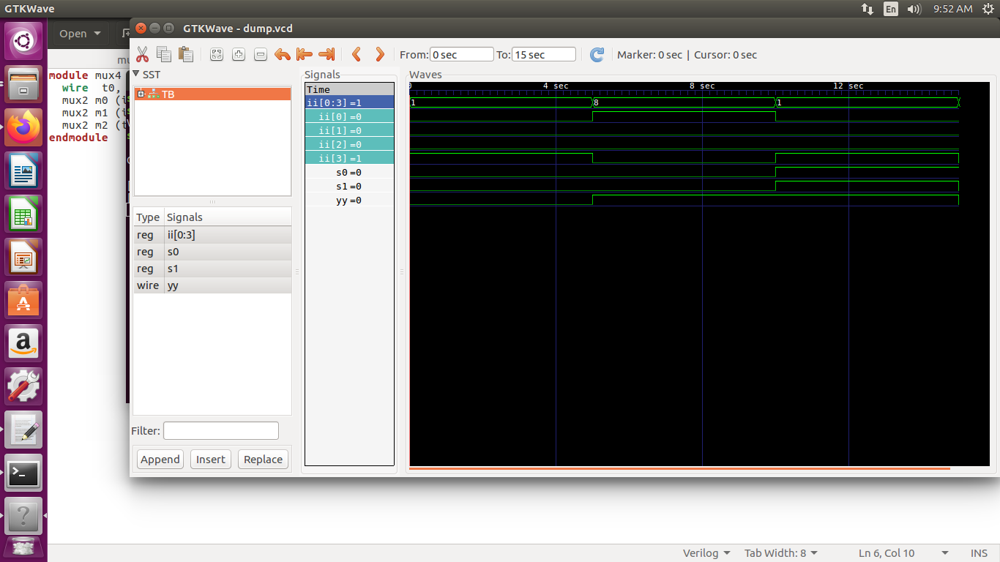 GTKWave
En
9:52 AM
Open
GTKWave - dump.vcd
mu
module mux4
wire t0,
mux2 m0 (i
mux2 m1 (i
mux2 m2 (t
endmodule
From: 0 sec To: 15 sec Marker: 0 sec | Cursor: 0 sec
SST
TB
Type Signals
reg ii[0:3]
reg s0
reg s1
wire yy
Filter:
Append Insert Replace
Signals
Time
ii[0:3]=1
ii[0]=0
ii[1]=0
ii[2]=0
ii[3]=1
s0=0
s1=0
yy=0
Waves
0 4 sec 8 sec 12 sec
1 8 1
Verilog Tab Width: 8 Ln 6, Col 10 INS